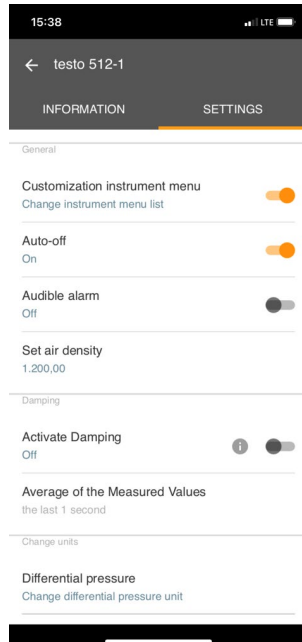 15:38
LTE
testo 512-1
INFORMATION
SETTINGS
General
Customization instrument menu
Change instrument menu list
Auto-off
On
Audible alarm
Off
Set air density
1.200,00
Damping
Activate Damping
Off
Average of the Measured Values
the last 1 second
Change units
Differential pressure
Change differential pressure unit